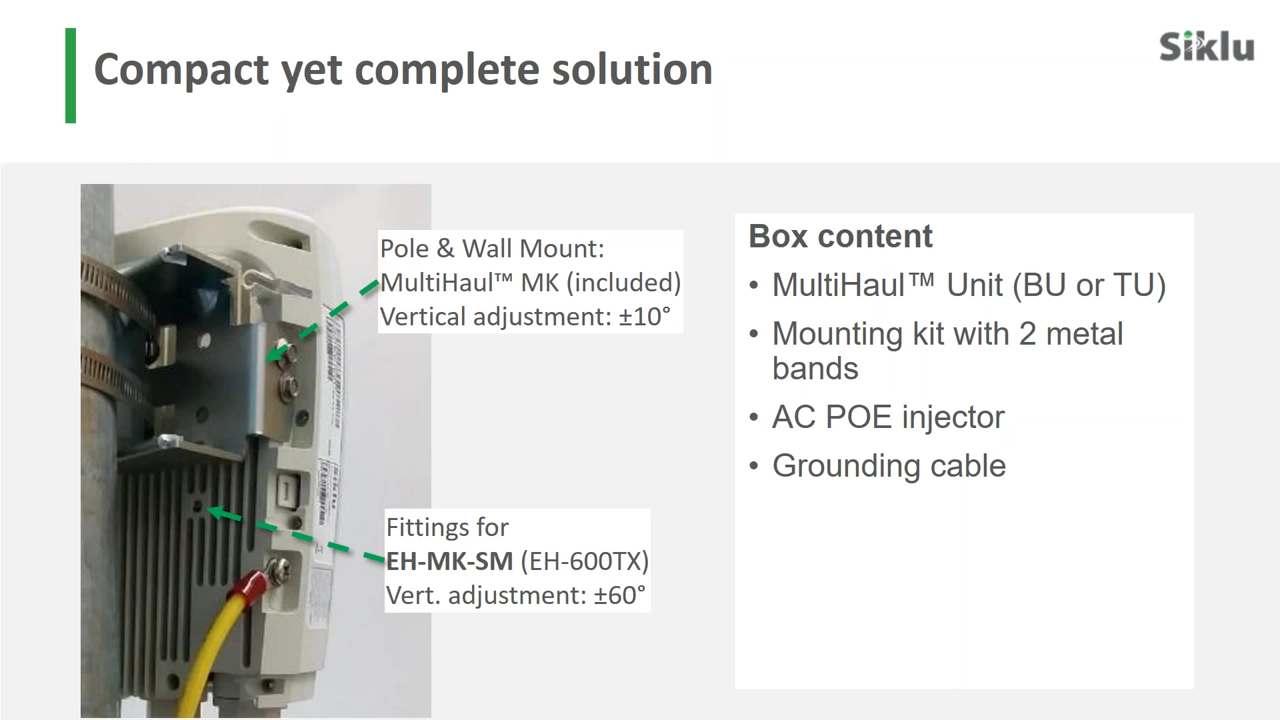 Compact yet complete solution
Siklu
Pole & Wall Mount:
MultiHaul™ MK (included)
Vertical adjustment: ±10°
Fittings for
EH-MK-SM (EH-600TX)
Vert. adjustment: ±60°
Box content
• MultiHaul™ Unit (BU or TU)
• Mounting kit with 2 metal
bands
• AC POE injector
• Grounding cable